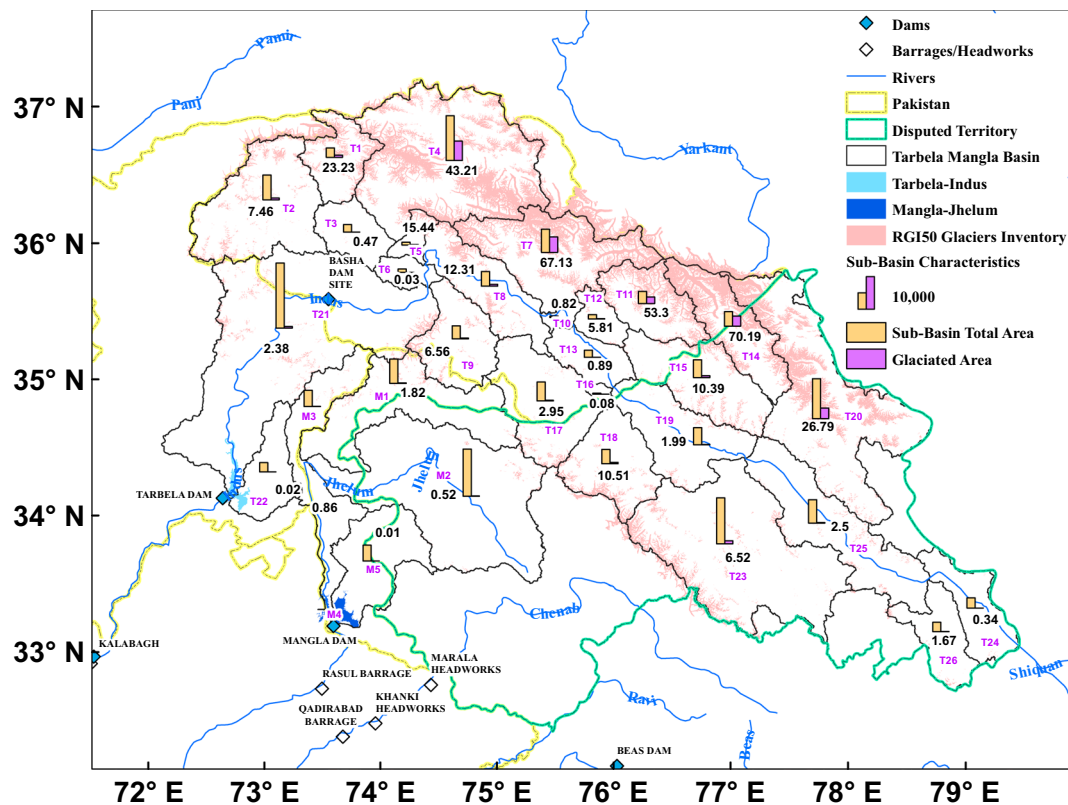 Dams
Barrages/Headworks
Rivers
Pakistan
Disputed Territory
Tarbela Mangla Basin
Tarbela-Indus
Mangla-Jhelum
RGI50 Glaciers Inventory
Sub-Basin Characteristics
10,000
Sub-Basin Total Area
Glaciated Area
Pamir
Panj
Yarkant
37° N
36° N
35° N
34° N
33° N
T1
23.23
T4
43.21
7.46
T2
T3
0.47
15.44
T5
T6
0.03
T7
67.13
BASHA
DAM
SITE
Indus
T21
2.38
12.31
T8
0.82
T10
T12
5.81
T11
53.3
70.19
T14
6.56
T9
T13
0.89
T15
10.39
T16
0.08
M1
1.82
2.95
T17
M3
T20
26.79
T19
1.99
T18
10.51
Jhelum
M2
0.52
Jhelum
TARBELA DAM
T22
0.02
0.86
0.01
M5
6.52
T23
2.5
T25
M4
MANGLA DAM
Chenab
0.34
T24
1.67
T26
Shiquan
KALABAGH
RASUL BARRAGE
MARALA
HEADWORKS
QADIRABAD
BARRAGE
KHANKI
HEADWORKS
Ravi
Beas
BEAS DAM
72° E
73° E
74° E
75° E
76° E
77° E
78° E
79° E